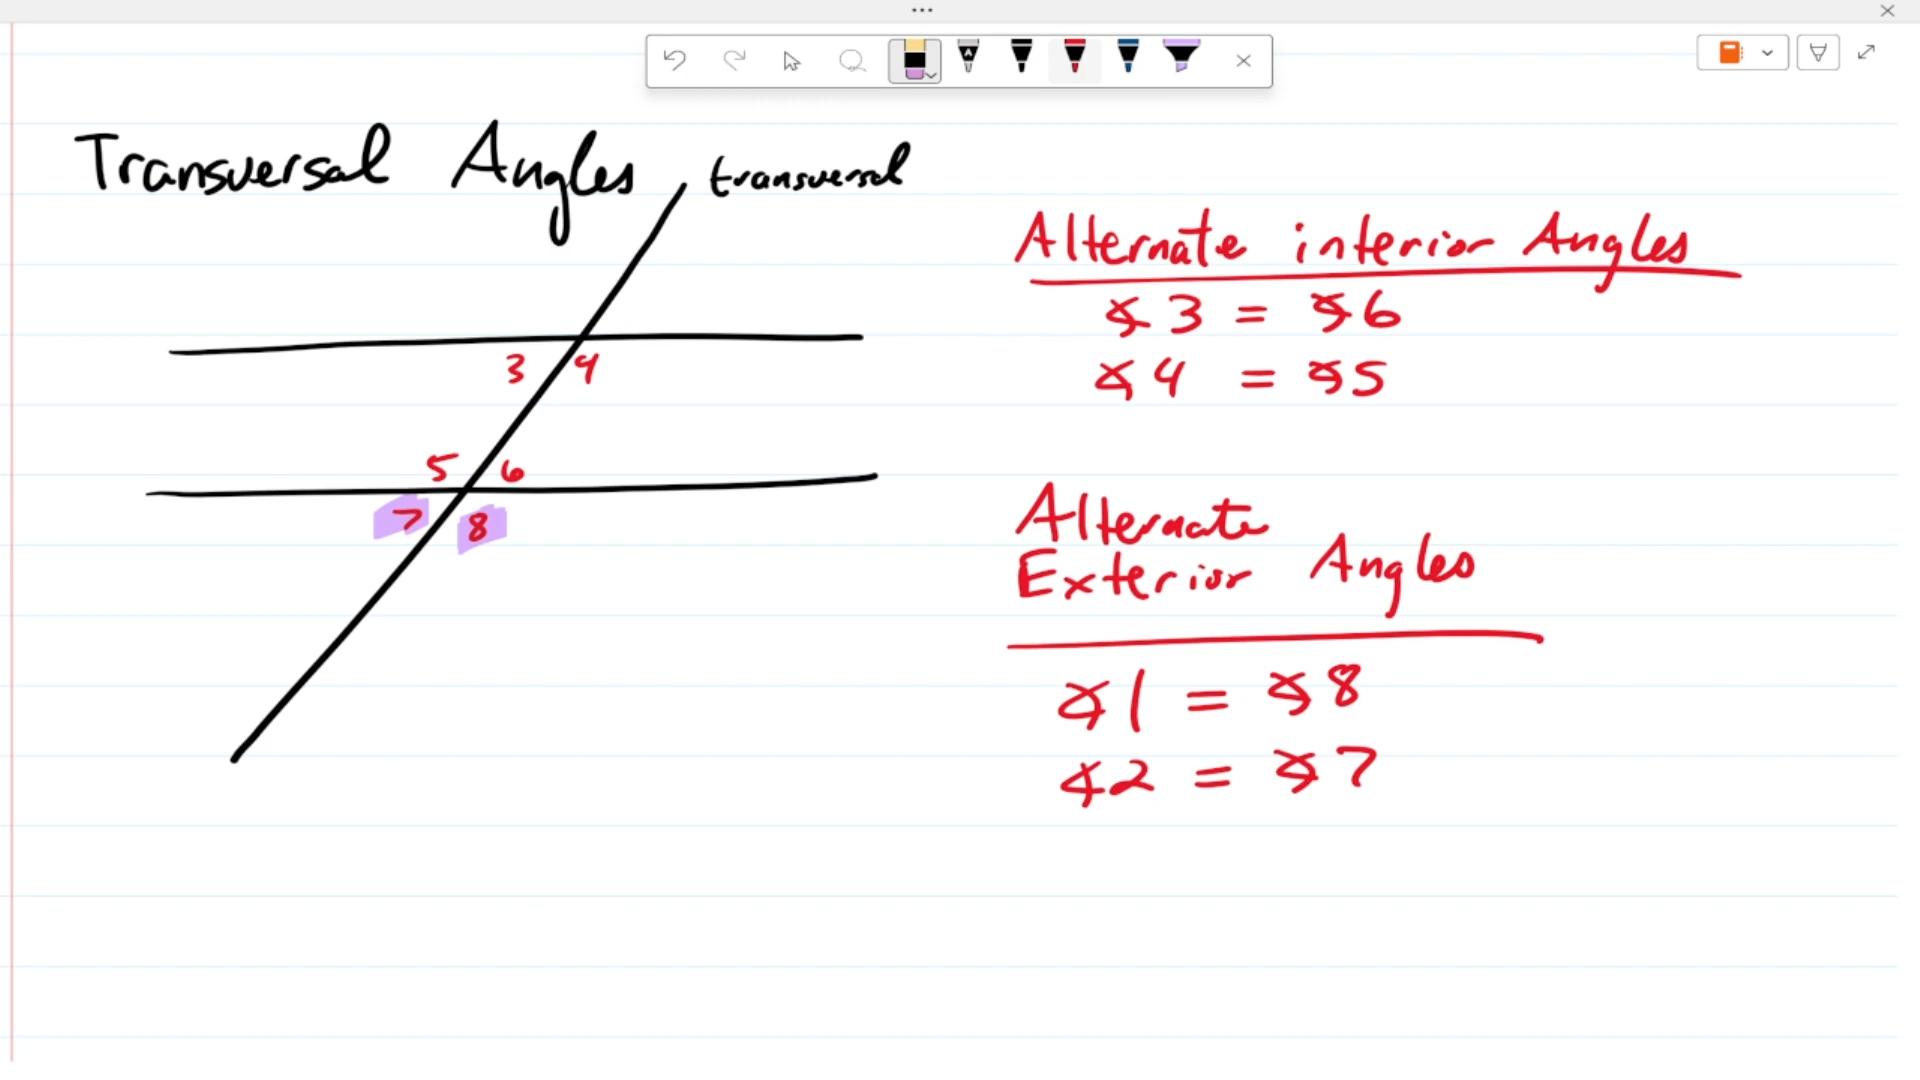 Transversal Angles transversal
3 4
5 6
7 8
Alternate interior Angles
∡3 = ∡6
∡4 = ∡5
Alternate
Exterior Angles
∡1 = ∡8
∡2 = ∡7